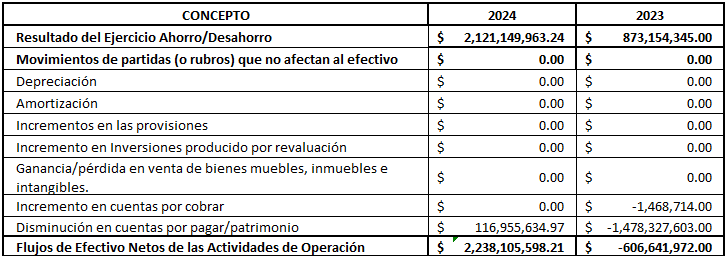 CONCEPTO 2024 2023
Resultado del Ejercicio Ahorro/Desahorro $ 2,121,149,963.24 $ 873,154,345.00
Movimientos de partidas (o rubros) que no afectan al efectivo $ 0.00 $ 0.00
Depreciación $ 0.00 $ 0.00
Amortización $ 0.00 $ 0.00
Incrementos en las provisiones $ 0.00 $ 0.00
Incremento en Inversiones producido por revaluación $ 0.00 $ 0.00
Ganancia/pérdida en venta de bienes muebles, inmuebles e
intangibles. $ 0.00 $ 0.00
Incremento en cuentas por cobrar $ 0.00 $ -1,468,714.00
Disminución en cuentas por pagar/patrimonio $ 116,955,634.97 $ -1,478,327,603.00
Flujos de Efectivo Netos de las Actividades de Operación $ 2,238,105,598.21 $ -606,641,972.00